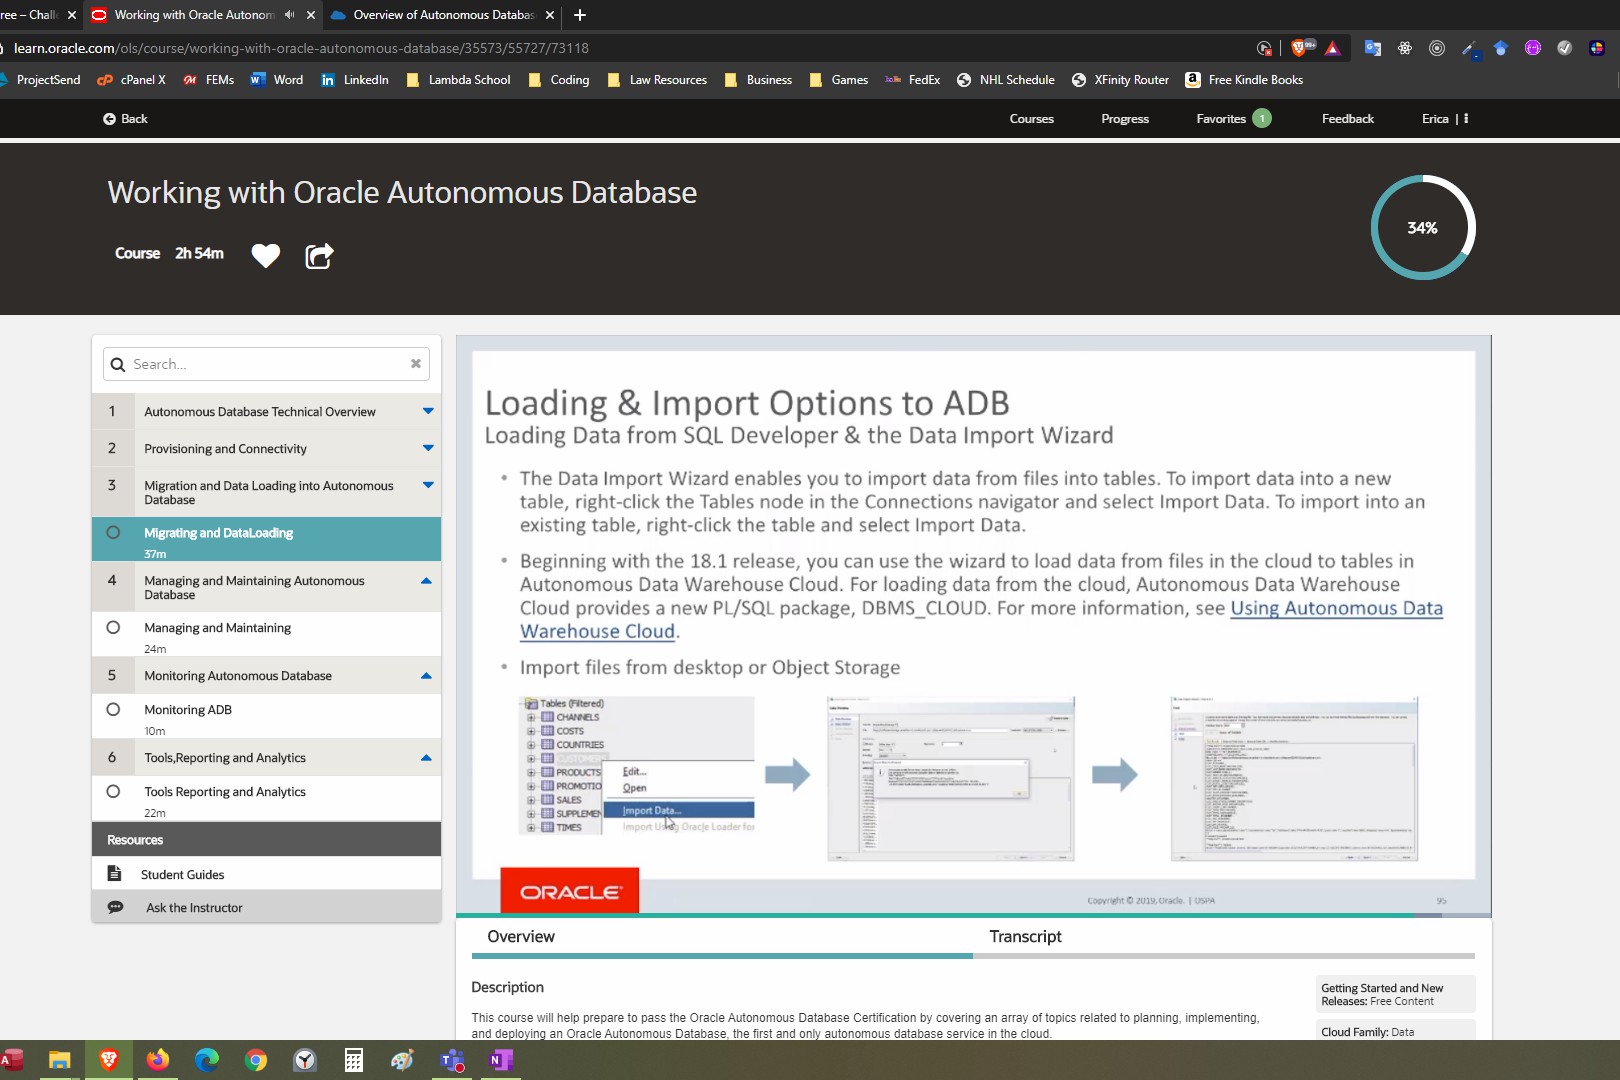 ree – Chall
Working with Oracle Autonom
Overview of Autonomous Databas
learn.oracle.com/ols/course/working-with-oracle-autonomous-database/35573/55727/73118
99+
ProjectSend
cPanel X
FEMs
Word
LinkedIn
Lambda School
Coding
Law Resources
Business
Games
FedEx
NHL Schedule
XFinity Router
Free Kindle Books
Back
Courses
Progress
Favorites 1
Feedback
Erica |
Working with Oracle Autonomous Database
Course 2h 54m
34%
Search...
1 Autonomous Database Technical Overview
2 Provisioning and Connectivity
3 Migration and Data Loading into Autonomous
Database
Migrating and DataLoading
37m
4 Managing and Maintaining Autonomous
Database
Managing and Maintaining
24m
5 Monitoring Autonomous Database
Monitoring ADB
10m
6 Tools,Reporting and Analytics
Tools Reporting and Analytics
22m
Resources
Student Guides
Ask the Instructor
Loading & Import Options to ADB
Loading Data from SQL Developer & the Data Import Wizard
• The Data Import Wizard enables you to import data from files into tables. To import data into a new
table, right-click the Tables node in the Connections navigator and select Import Data. To import into an
existing table, right-click the table and select Import Data.
• Beginning with the 18.1 release, you can use the wizard to load data from files in the cloud to tables in
Autonomous Data Warehouse Cloud. For loading data from the cloud, Autonomous Data Warehouse
Cloud provides a new PL/SQL package, DBMS_CLOUD. For more information, see Using Autonomous Data
Warehouse Cloud.
• Import files from desktop or Object Storage
Tables (Filtered)
CHANNELS
COSTS
COUNTRIES
PRODUCTS
PROMOTIO
SALES
SUPPLEMEN
TIMES
Edit...
Open
Import Data...
Import Using Oracle Loader for
ORACLE
Copyright © 2019, Oracle. | OSPA
95
Overview
Transcript
Description
This course will help prepare to pass the Oracle Autonomous Database Certification by covering an array of topics related to planning, implementing,
and deploying an Oracle Autonomous Database, the first and only autonomous database service in the cloud.
Getting Started and New
Releases: Free Content
Cloud Family: Data